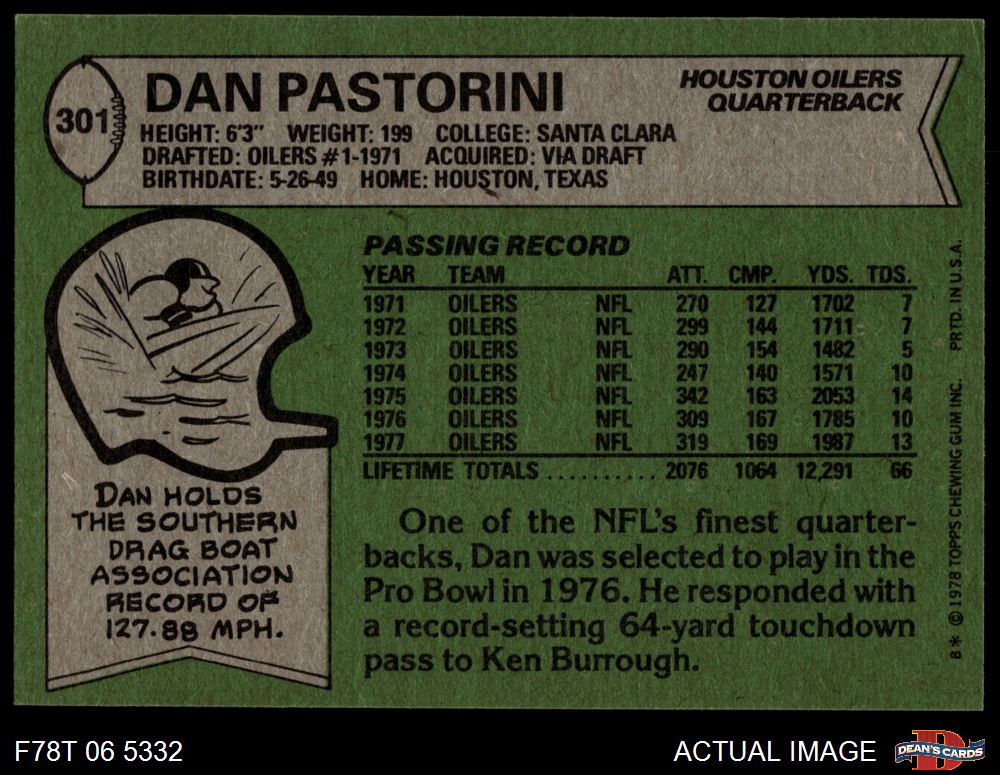 301
DAN PASTORINI
HOUSTON OILERS
QUARTERBACK
HEIGHT: 6'3" WEIGHT: 199 COLLEGE: SANTA CLARA
DRAFTED: OILERS #1-1971 ACQUIRED: VIA DRAFT
BIRTHDATE: 5-26-49 HOME: HOUSTON, TEXAS
PASSING RECORD
YEAR TEAM ATT. CMP. YDS. TDS.
1971 OILERS NFL 270 127 1702 7
1972 OILERS NFL 299 144 1711 7
1973 OILERS NFL 290 154 1482 5
1974 OILERS NFL 247 140 1571 10
1975 OILERS NFL 342 163 2053 14
1976 OILERS NFL 309 167 1785 10
1977 OILERS NFL 319 169 1987 13
LIFETIME TOTALS .......... 2076 1064 12,291 66
DAN HOLDS
THE SOUTHERN
DRAG BOAT
ASSOCIATION
RECORD OF
127.88 MPH.
One of the NFL's finest quarter-
backs, Dan was selected to play in the
Pro Bowl in 1976. He responded with
a record-setting 64-yard touchdown
pass to Ken Burrough.
8* © 1978 TOPPS CHEWING GUM INC. PRTD. IN U.S.A.
F78T 06 5332
ACTUAL IMAGE
DEAN'S CARDS